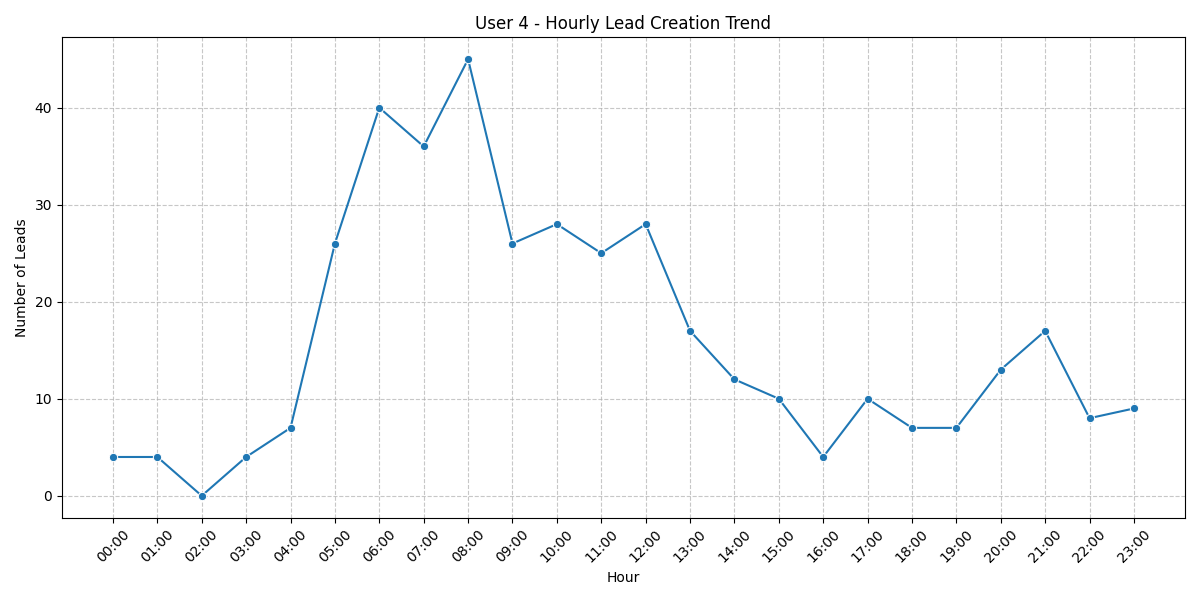 User 4 - Hourly Lead Creation Trend
Number of Leads
40
30
20
10
0
00:00 01:00 02:00 03:00 04:00 05:00 06:00 07:00 08:00 09:00 10:00 11:00 12:00 13:00 14:00 15:00 16:00 17:00 18:00 19:00 20:00 21:00 22:00 23:00
Hour